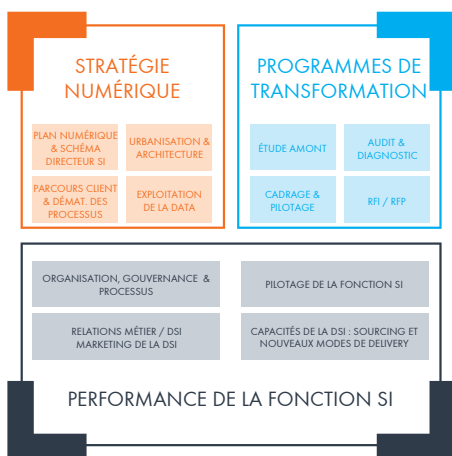 STRATÉGIE
NUMÉRIQUE
PLAN NUMÉRIQUE
& SCHÉMA
DIRECTEUR SI
URBANISATION &
ARCHITECTURE
PARCOURS CLIENT
& DÉMAT. DES
PROCESSUS
EXPLOITATION
DE LA DATA
PROGRAMMES DE
TRANSFORMATION
ÉTUDE AMONT
AUDIT &
DIAGNOSTIC
CADRAGE &
PILOTAGE
RFI / RFP
ORGANISATION, GOUVERNANCE &
PROCESSUS
PILOTAGE DE LA FONCTION SI
RELATIONS MÉTIER / DSI
MARKETING DE LA DSI
CAPACITÉS DE LA DSI : SOURCING ET
NOUVEAUX MODES DE DELIVERY
PERFORMANCE DE LA FONCTION SI